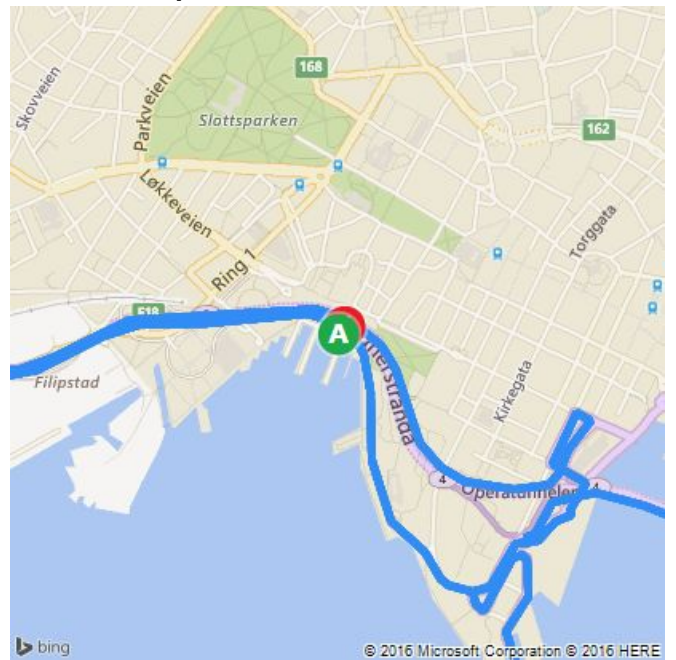 168
Skovveien
Parkveien
Slottsparken
162
Løkkeveien
Torggata
Ring 1
E18
A
Filipstad
Kirkegata
4
4
bing
© 2016 Microsoft Corporation © 2016 HERE